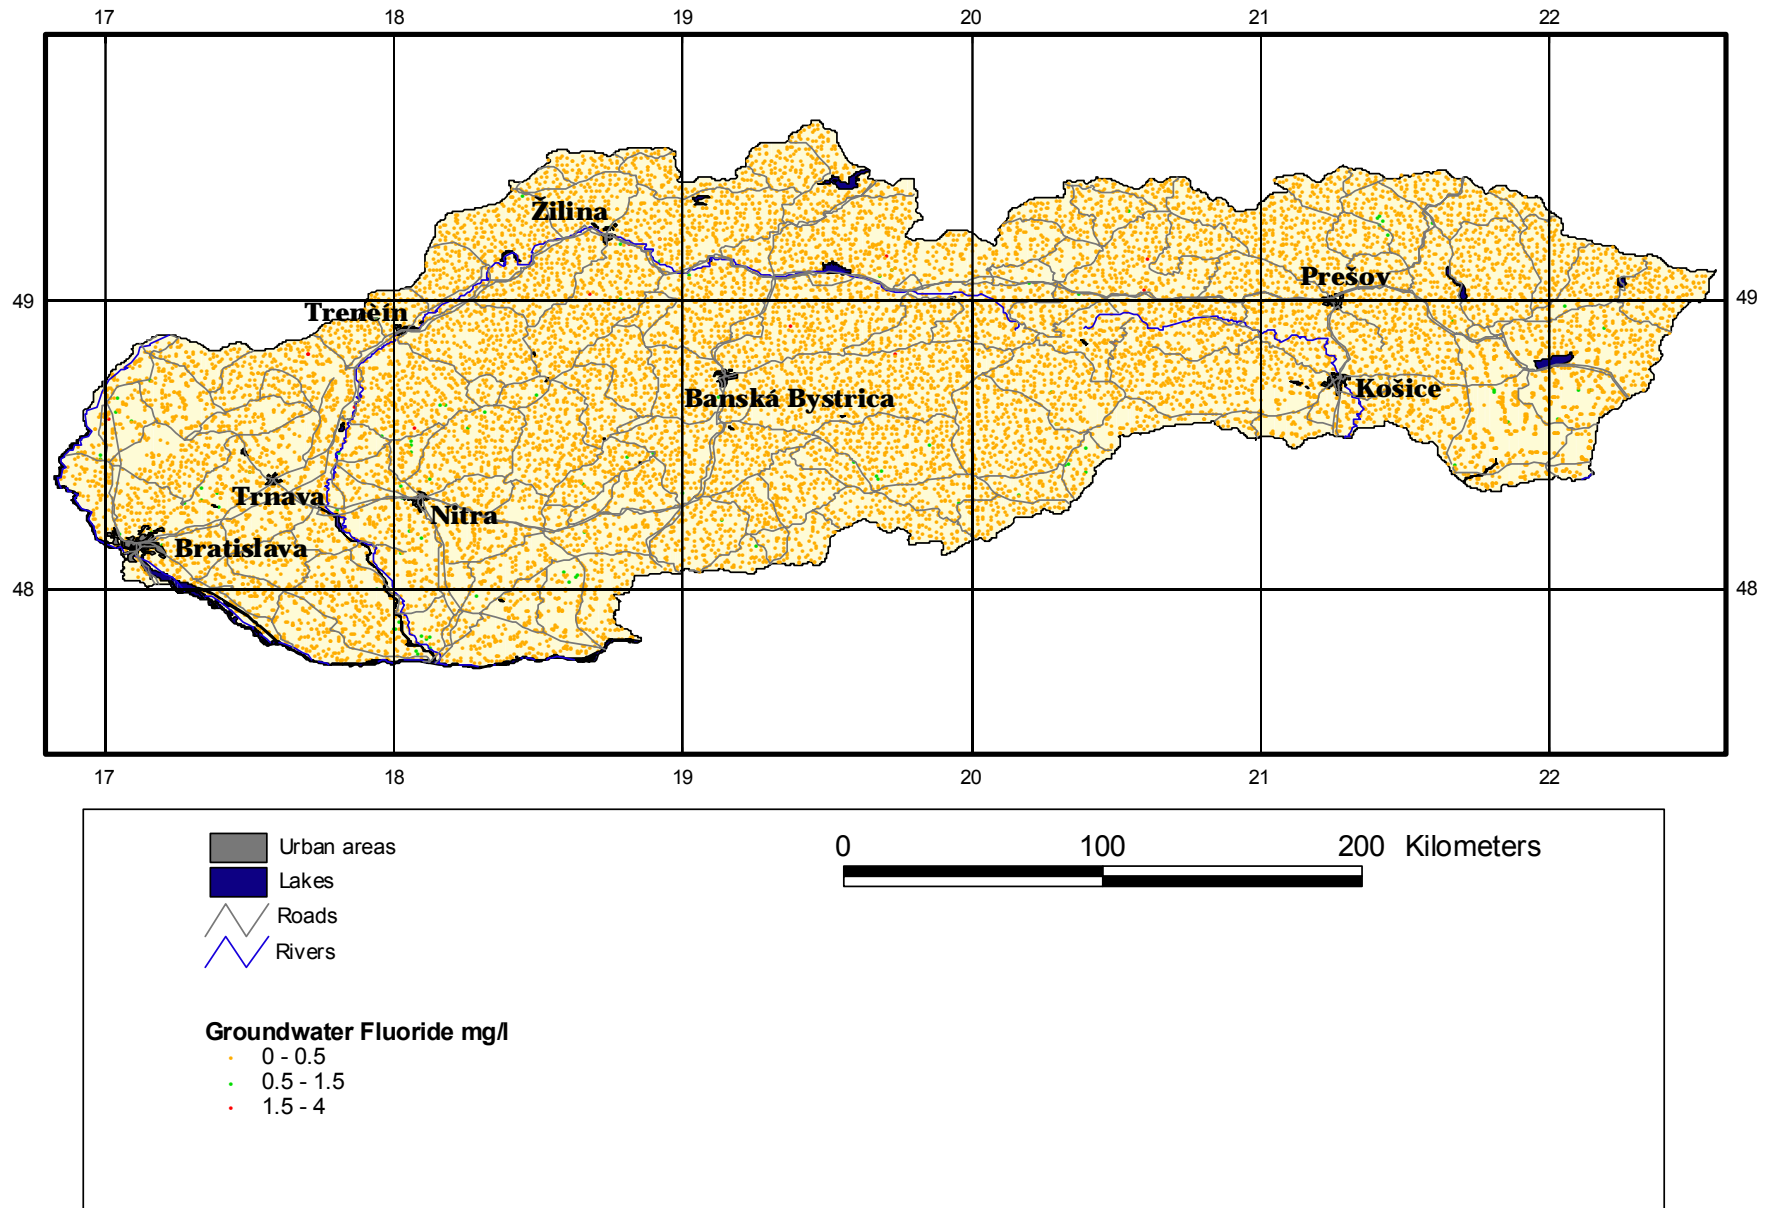 17 18 19 20 21 22
Žilina
Prešov
49 49
Trenèín
Košice
Banská Bystrica
Trnava
Nitra
Bratislava
48 48
17 18 19 20 21 22
Urban areas
Lakes
Roads
Rivers
0 100 200 Kilometers
Groundwater Fluoride mg/l
0 - 0.5
0.5 - 1.5
1.5 - 4